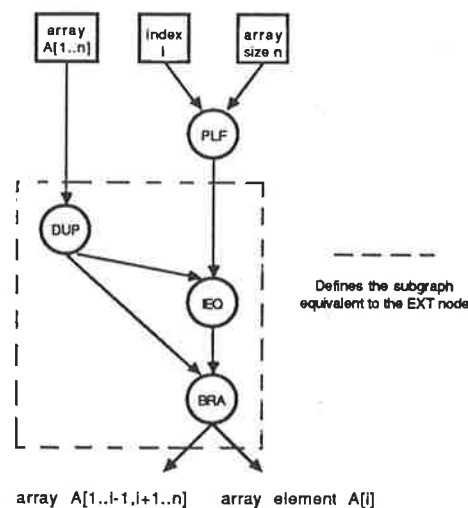 array
A[1..n]
index
i
array
size n
PLF
DUP
IEQ
BRA
Defines the subgraph
equivalent to the EXT node
array A[1..i-1,i+1..n]
array element A[i]